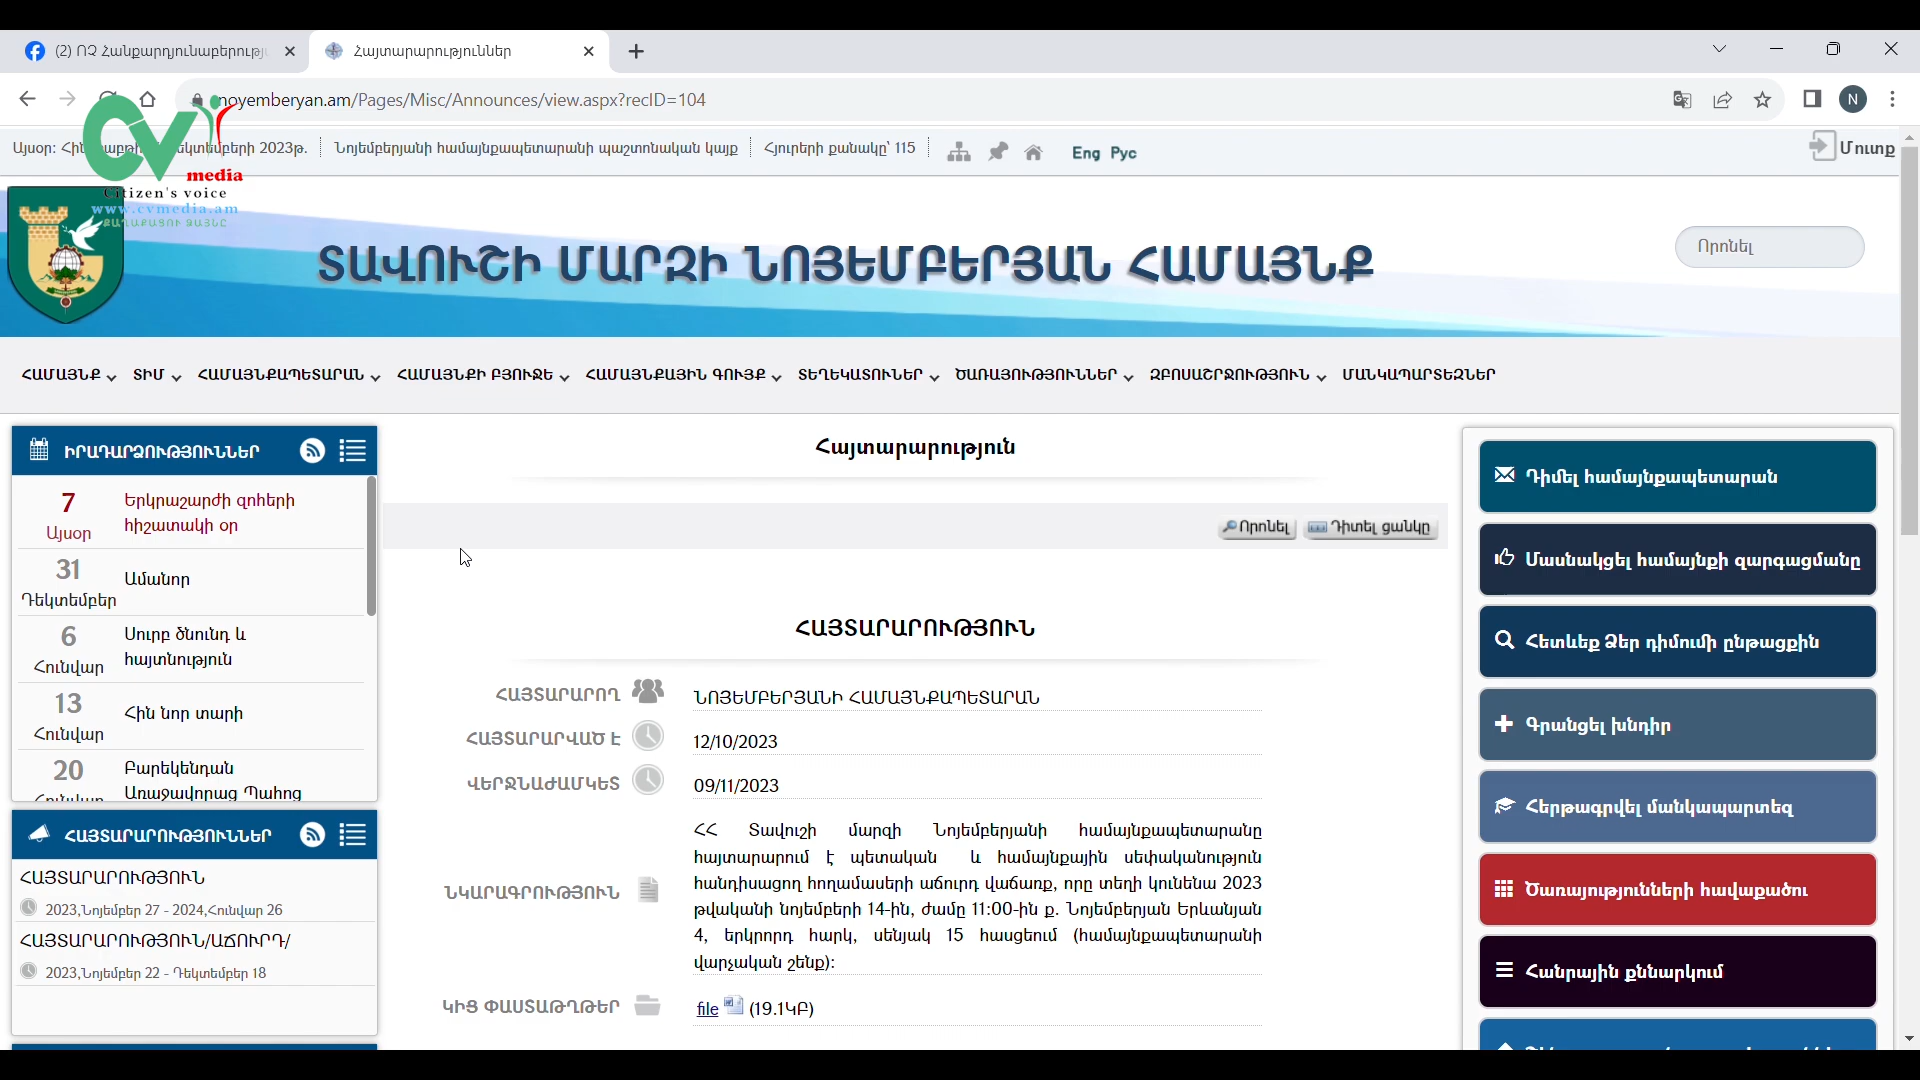 (2) ՈՉ Հանքարդյունաբերությ
Հայտարարություններ
noyemberyan.am/Pages/Misc/Announces/view.aspx?recID=104
N
Այսօր:
2023թ.
Նոյեմբերյանի համայնքապետարանի պաշտոնական կայք
Հյուրերի քանակը՝ 115
Eng Рус
Մուտք
CV
media
Citizen's voice
www.cvmedia.am
ՔԱՂԱՔԱՑՈՒ ՁԱՅՆԸ
ՏԱՎՈՒՇԻ ՄԱՐԶԻ ՆՈՅԵՄԲԵՐՅԱՆ ՀԱՄԱՅՆՔ
Որոնել
ՀԱՄԱՅՆՔ ՏԻՄ ՀԱՄԱՅՆՔԱՊԵՏԱՐԱՆ ՀԱՄԱՅՆՔԻ ԲՅՈՒՋԵ ՀԱՄԱՅՆՔԱՅԻՆ ԳՈՒՅՔ ՏԵՂԵԿԱՏՈՒՆԵՐ ԾԱՌԱՅՈՒԹՅՈՒՆՆԵՐ ԶԲՈՍԱՇՐՋՈՒԹՅՈՒՆ ՄԱՆԿԱՊԱՐՏԵԶՆԵՐ
ԻՐԱԴԱՐՁՈՒԹՅՈՒՆՆԵՐ
7
Այսօր
Երկրաշարժի զոհերի
հիշատակի օր
31
Դեկտեմբեր
Ամանոր
6
Հունվար
Սուրբ ծնունդ և
հայտնություն
13
Հունվար
Հին նոր տարի
20
Հունվար
Բարեկենդան
Առաջավորաց Պահոց
ՀԱՅՏԱՐԱՐՈՒԹՅՈՒՆՆԵՐ
ՀԱՅՏԱՐԱՐՈՒԹՅՈՒՆ
2023,Նոյեմբեր 27 - 2024,Հունվար 26
ՀԱՅՏԱՐԱՐՈՒԹՅՈՒՆ/ԱՃՈՒՐԴ/
2023,Նոյեմբեր 22 - Դեկտեմբեր 18
Հայտարարություն
Որոնել Դիտել ցանկը
ՀԱՅՏԱՐԱՐՈՒԹՅՈՒՆ
ՀԱՅՏԱՐԱՐՈՂ ՆՈՅԵՄԲԵՐՅԱՆԻ ՀԱՄԱՅՆՔԱՊԵՏԱՐԱՆ
ՀԱՅՏԱՐԱՐՎԱԾ Է 12/10/2023
ՎԵՐՋՆԱԺԱՄԿԵՏ 09/11/2023
ՆԿԱՐԱԳՐՈՒԹՅՈՒՆ
ՀՀ Տավուշի մարզի Նոյեմբերյանի համայնքապետարանը
հայտարարում է պետական և համայնքային սեփականություն
հանդիսացող հողամասերի աճուրդ վաճառք, որը տեղի կունենա 2023
թվականի նոյեմբերի 14-ին, ժամը 11:00-ին ք. Նոյեմբերյան Երևանյան
4, երկրորդ հարկ, սենյակ 15 հասցեում (համայնքապետարանի
վարչական շենք):
ԿԻՑ ՓԱՍՏԱԹՂԹԵՐ file (19.1ԿԲ)
Դիմել համայնքապետարան
Մասնակցել համայնքի զարգացմանը
Հետևեք Ձեր դիմումի ընթացքին
Գրանցել խնդիր
Հերթագրվել մանկապարտեզ
Ծառայությունների հավաքածու
Հանրային քննարկում